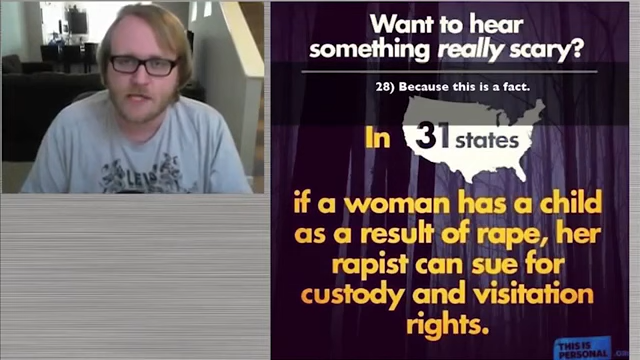 Want to hear
something really scary?
28) Because this is a fact.
In 31 states
if a woman has a child
as a result of rape, her
rapist can sue for
custody and visitation
rights.
THIS IS
PERSONAL